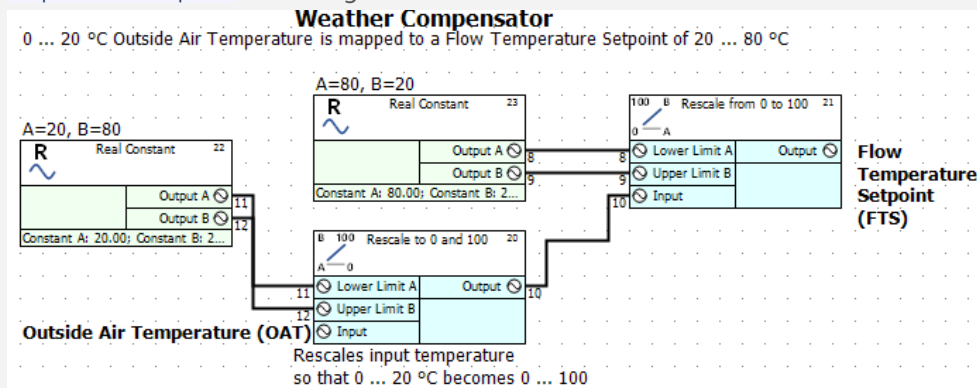 Weather Compensator
0 ... 20 ºC Outside Air Temperature is mapped to a Flow Temperature Setpoint of 20 ... 80 ºC
A=80, B=20
R Real Constant 23
Output A 8
Output B 9
Constant A: 80.00; Constant B: 2...
100 B Rescale from 0 to 100 21
0 A
8 Lower Limit A Output
9 Upper Limit B
10 Input
Flow
Temperature
Setpoint
(FTS)
A=20, B=80
R Real Constant 22
Output A 11
Output B 12
Constant A: 20.00; Constant B: 2...
B 100 Rescale to 0 and 100 20
A 0
11 Lower Limit A Output 10
12 Upper Limit B
Outside Air Temperature (OAT) Input
Rescales input temperature
so that 0 ... 20 ºC becomes 0 ... 100